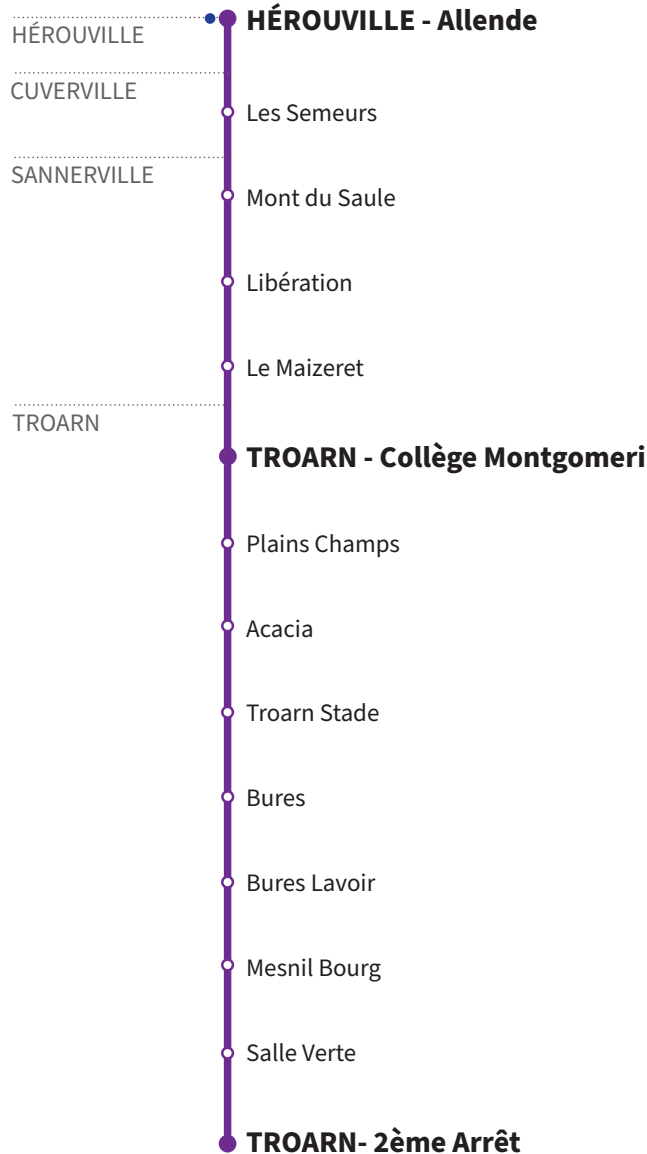 HÉROUVILLE - Allende
HÉROUVILLE
CUVERVILLE
Les Semeurs
SANNERVILLE
Mont du Saule
Libération
Le Maizeret
TROARN
TROARN - Collège Montgomeri
Plains Champs
Acacia
Troarn Stade
Bures
Bures Lavoir
Mesnil Bourg
Salle Verte
TROARN- 2ème Arrêt